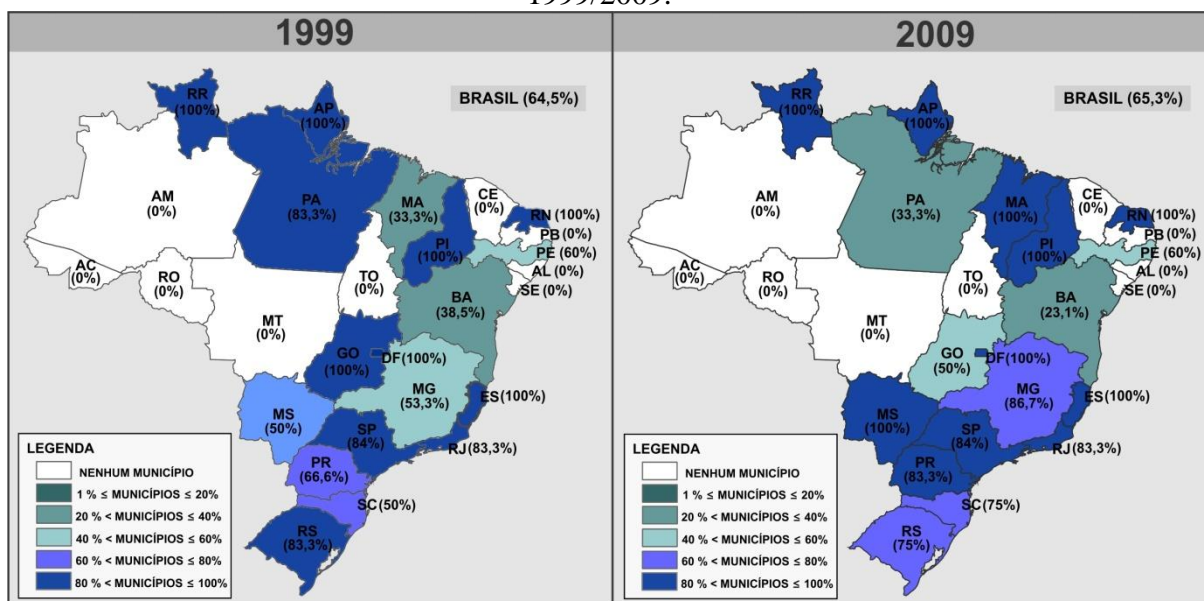 1999/2009.
1999
BRASIL (64,5%)
RR
(100%)
AP
(100%)
AM
(0%)
PA
(83,3%)
MA
(33,3%)
CE
(0%)
RN (100%)
PB (0%)
PE (60%)
AL (0%)
SE (0%)
PI
(100%)
AC
(0%)
RO
(0%)
TO
(0%)
MT
(0%)
BA
(38,5%)
GO
(100%)
DF(100%)
MG
(53,3%)
ES(100%)
MS
(50%)
SP
(84%)
RJ(83,3%)
PR
(66,6%)
SC(50%)
RS
(83,3%)
LEGENDA
NENHUM MUNICÍPIO
1 % ≤ MUNICÍPIOS ≤ 20%
20 % < MUNICÍPIOS ≤ 40%
40 % < MUNICÍPIOS ≤ 60%
60 % < MUNICÍPIOS ≤ 80%
80 % < MUNICÍPIOS ≤ 100%
2009
BRASIL (65,3%)
RR
(100%)
AP
(100%)
AM
(0%)
PA
(33,3%)
MA
(100%)
CE
(0%)
RN (100%)
PB (0%)
PE (60%)
AL (0%)
SE (0%)
PI
(100%)
AC
(0%)
RO
(0%)
TO
(0%)
MT
(0%)
BA
(23,1%)
GO
(50%)
DF(100%)
MG
(86,7%)
ES(100%)
MS
(100%)
SP
(84%)
RJ(83,3%)
PR
(83,3%)
SC(75%)
RS
(75%)
LEGENDA
NENHUM MUNICÍPIO
1 % ≤ MUNICÍPIOS ≤ 20%
20 % < MUNICÍPIOS ≤ 40%
40 % < MUNICÍPIOS ≤ 60%
60 % < MUNICÍPIOS ≤ 80%
80 % < MUNICÍPIOS ≤ 100%